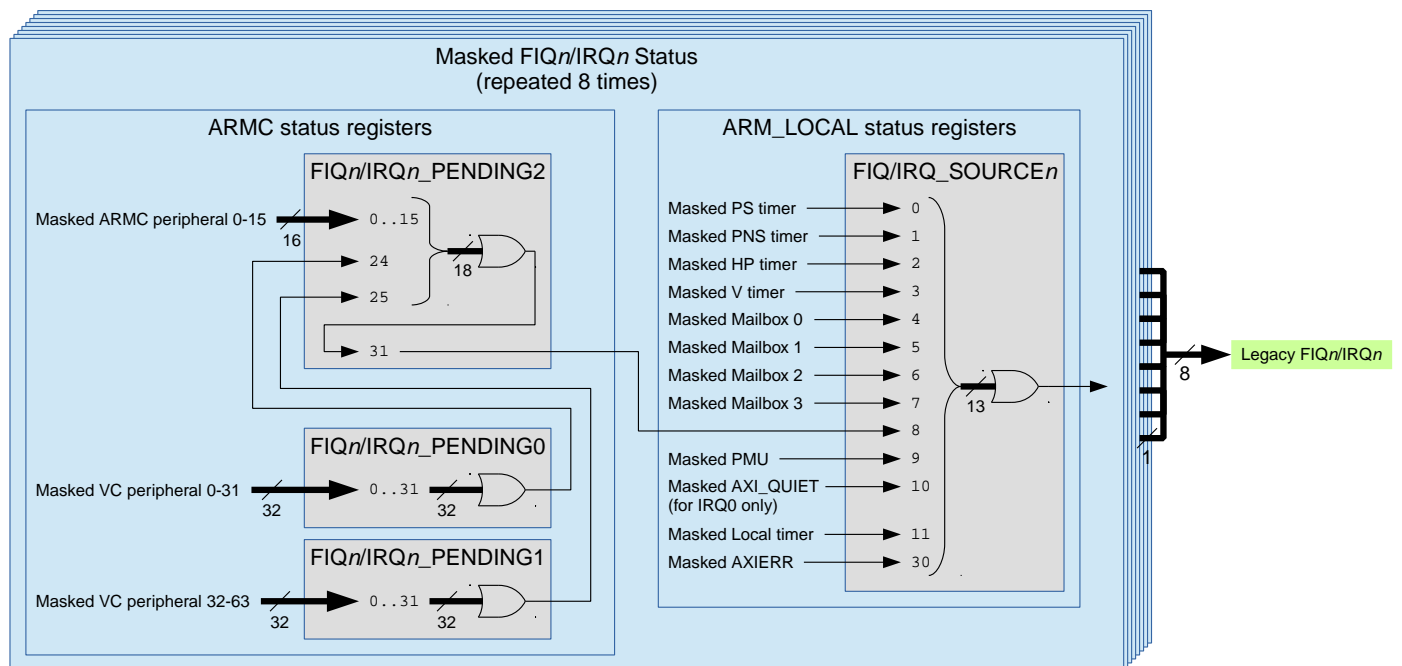 Masked FIQn/IRQn Status
(repeated 8 times)
ARMC status registers
FIQn/IRQn_PENDING2
Masked ARMC peripheral 0-15
16
0..15
24
25
18
31
FIQn/IRQn_PENDING0
Masked VC peripheral 0-31
32
0..31
32
FIQn/IRQn_PENDING1
Masked VC peripheral 32-63
32
0..31
32
ARM_LOCAL status registers
FIQ/IRQ_SOURCEn
Masked PS timer
0
Masked PNS timer
1
Masked HP timer
2
Masked V timer
3
Masked Mailbox 0
4
Masked Mailbox 1
5
Masked Mailbox 2
6
Masked Mailbox 3
7
8
Masked PMU
9
Masked AXI_QUIET
(for IRQ0 only)
10
Masked Local timer
11
Masked AXIERR
30
13
1
8
Legacy FIQn/IRQn